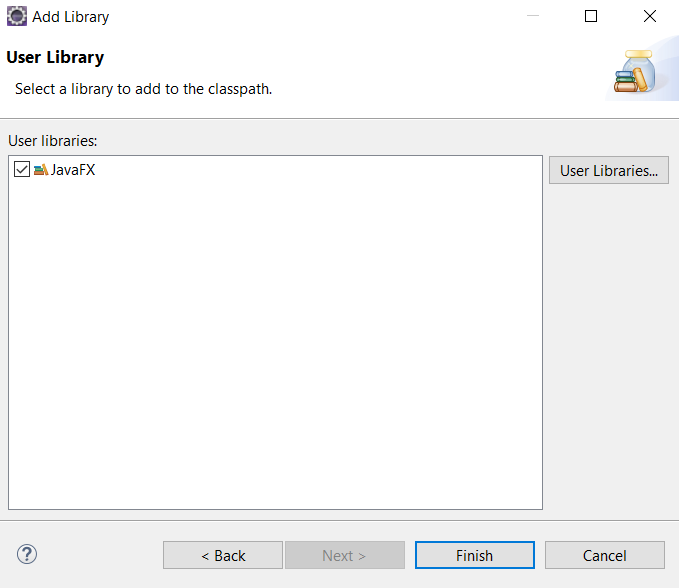 Add Library
User Library
Select a library to add to the classpath.
User libraries:
JavaFX
User Libraries...
?
< Back
Next >
Finish
Cancel